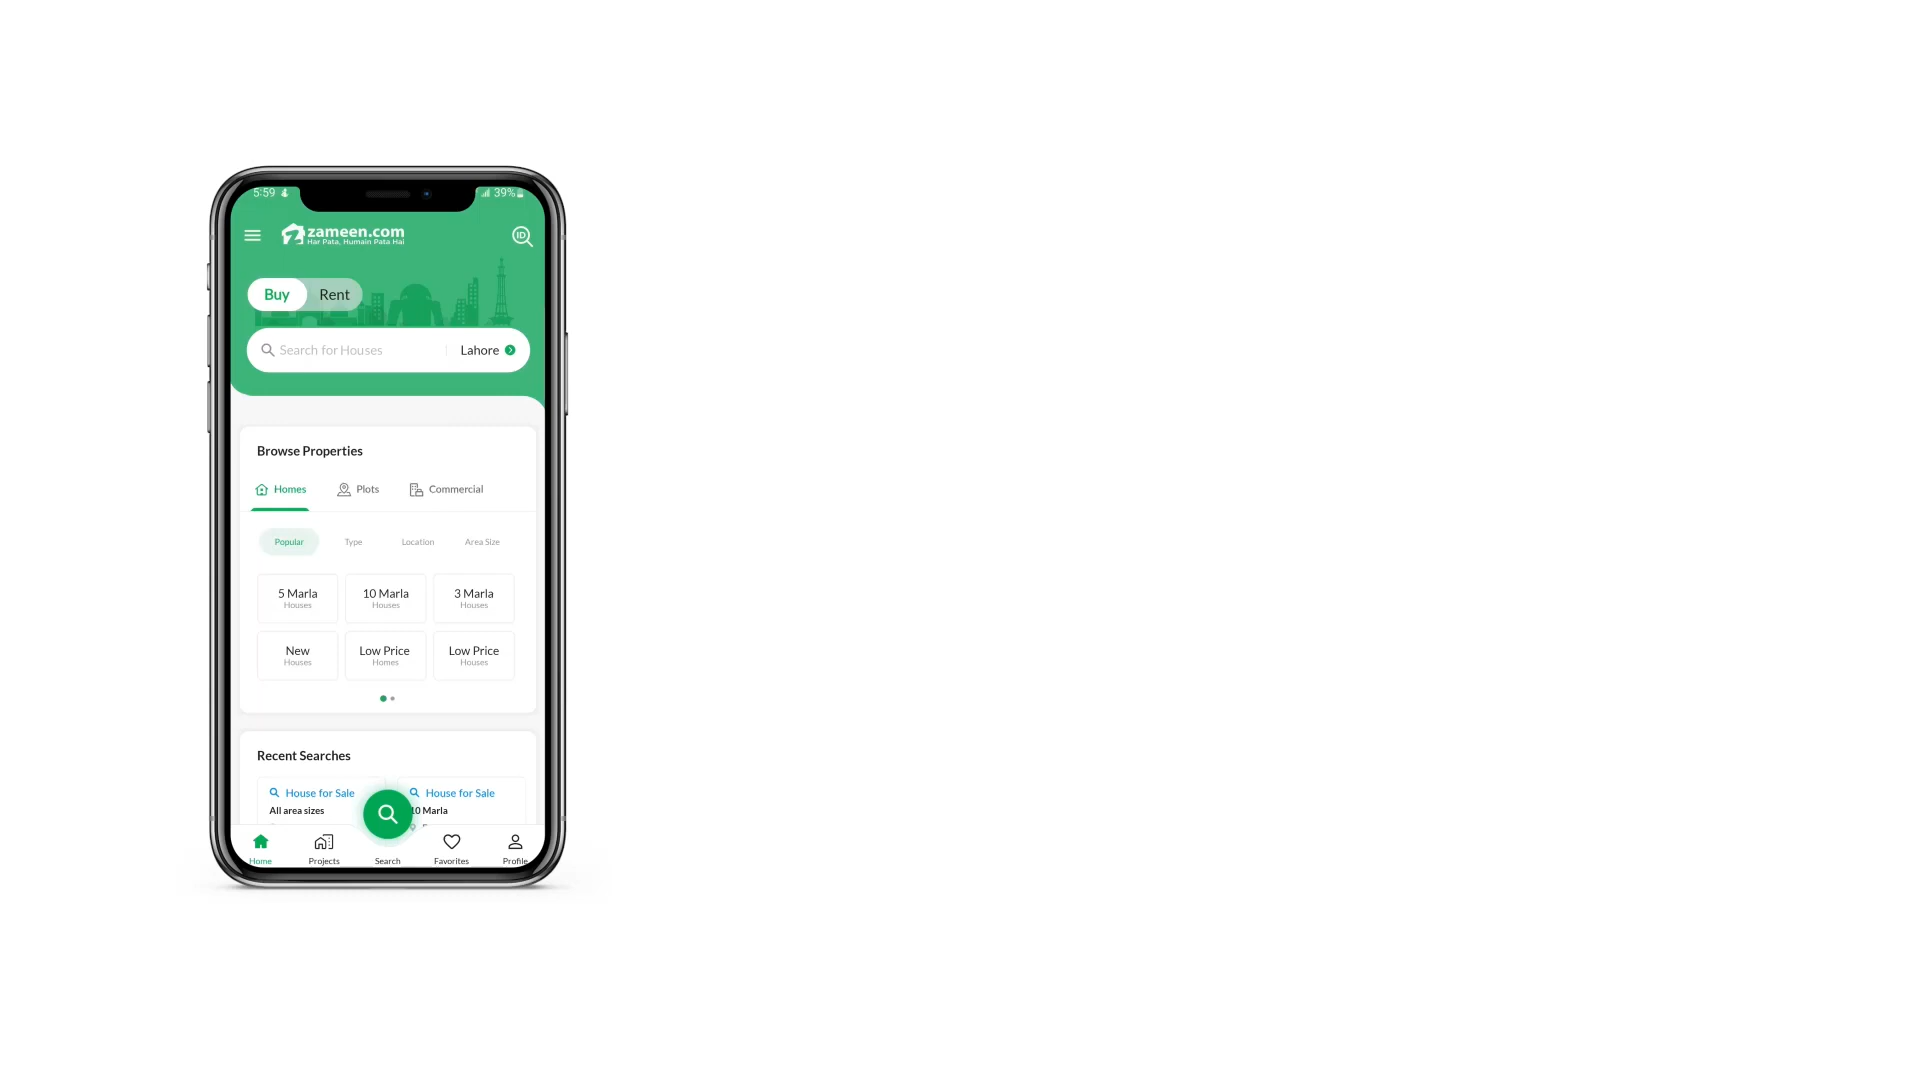 5:59
39%
zameen.com
Har Pata, Humain Pata Hai
ID
Buy
Rent
Search for Houses
Lahore
Browse Properties
Homes
Plots
Commercial
Popular
Type
Location
Area Size
5 Marla
Houses
10 Marla
Houses
3 Marla
Houses
New
Houses
Low Price
Homes
Low Price
Houses
Recent Searches
House for Sale
All area sizes
House for Sale
10 Marla
Home
Projects
Search
Favorites
Profile